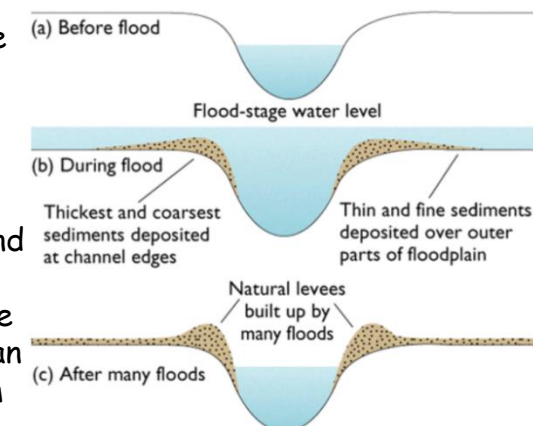 (a) Before flood
Flood-stage water level
(b) During flood
Thickest and coarsest
sediments deposited
at channel edges
Thin and fine sediments
deposited over outer
parts of floodplain
Natural levees
built up by
many floods
(c) After many floods